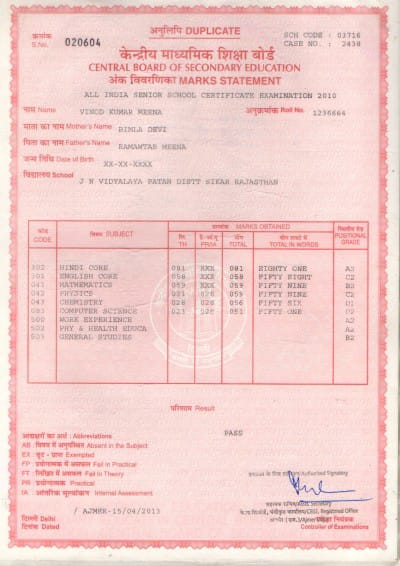 अनुलिपि DUPLICATE
क्रमांक
S.No. 020604
SCH CODE : 03716
CASE NO. : 2438
केन्द्रीय माध्यमिक शिक्षा बोर्ड
CENTRAL BOARD OF SECONDARY EDUCATION
अंक विवरणिका MARKS STATEMENT
ALL INDIA SENIOR SCHOOL CERTIFICATE EXAMINATION 2010
नाम Name VINOD KUMAR MEENA अनुक्रमांक Roll No. 1236664
माता का नाम Mother's Name BIMLA DEVI
पिता का नाम Father's Name RAMAWTAR MEENA
जन्म तिथि Date of Birth XX-XX-XXXX
विद्यालय School
J N VIDYALAYA PATAN DISTT SIKAR RAJASTHAN
कोड CODE विषय SUBJECT MARKS OBTAINED
TH PR/IA योग TOTAL TOTAL IN WORDS POSITIONAL GRADE
302 HINDI CORE 081 XXX 081 EIGHTY ONE A2
301 ENGLISH CORE 058 XXX 058 FIFTY EIGHT C2
041 MATHEMATICS 059 XXX 059 FIFTY NINE B2
042 PHYSICS 031 028 059 FIFTY NINE C2
043 CHEMISTRY 028 028 056 FIFTY SIX D1
083 COMPUTER SCIENCE 023 028 051 FIFTY ONE D2
500 WORK EXPERIENCE A2
502 PHY & HEALTH EDUCA A2
503 GENERAL STUDIES B2
परिणाम Result
PASS
आद्याक्षरों का अर्थ : Abbreviations
AB विषय में अनुपस्थित Absent in the Subject
EX छूट - प्राप्त Exempted
FP प्रयोगात्मक में असफल Fail in Practical
FT लिखित में असफल Fail in Theory
PR प्रयोगात्मक Practical
IA आंतरिक मूल्यांकन Internal Assessment
Authorised Signatory
Registered Office
दिल्ली Delhi
दिनांक Dated / AJMER-15/04/2013
परीक्षा नियंत्रक
Controller of Examinations